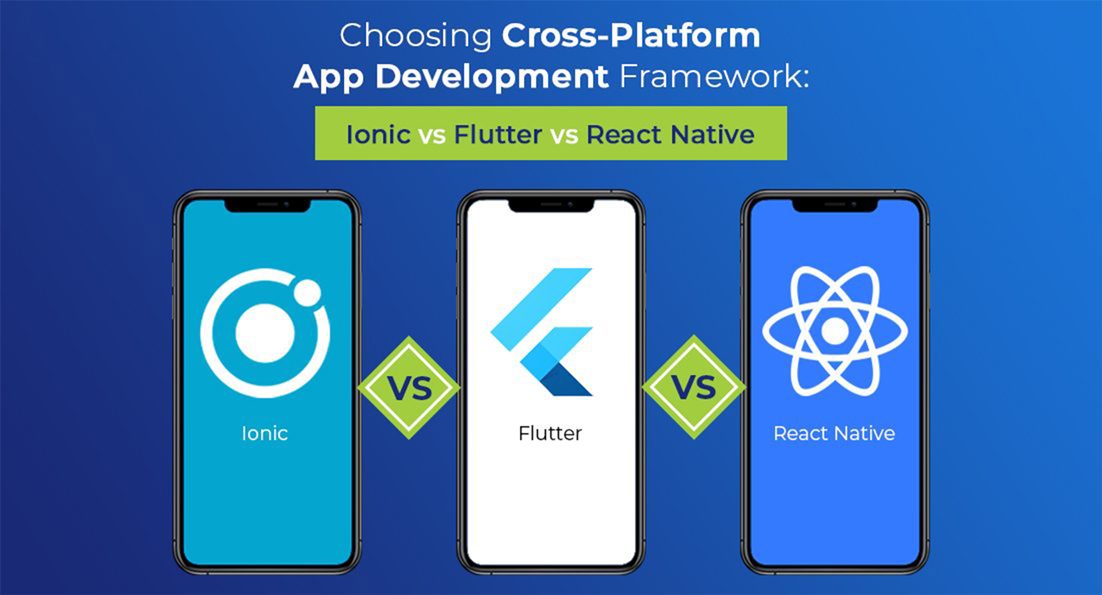 Choosing Cross-Platform
App Development Framework:
Ionic vs Flutter vs React Native
VS
VS
Ionic
Flutter
React Native